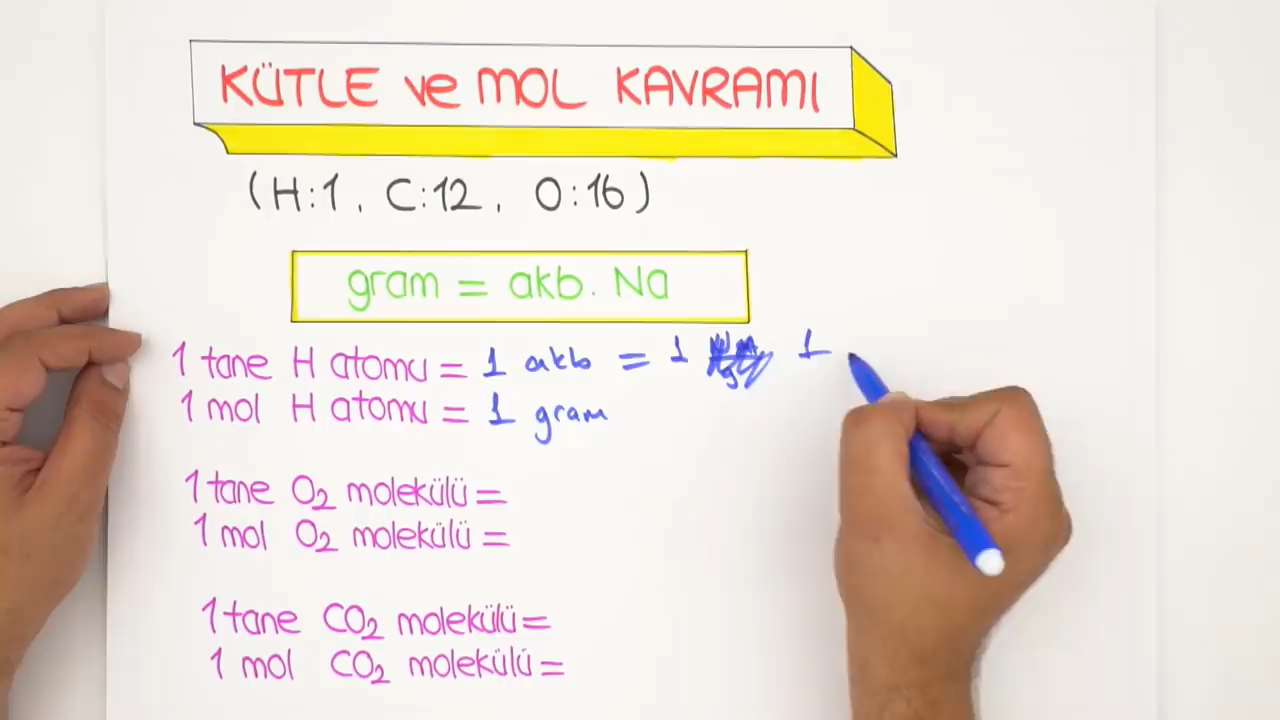 KÜTLE ve MOL KAVRAMI
(H:1, C:12, O:16)
gram = akb. Na
1 tane H atomu = 1 akb = 1 1
1 mol H atomu = 1 gram
1 tane O₂ molekülü =
1 mol O₂ molekülü =
1 tane CO₂ molekülü =
1 mol CO₂ molekülü =